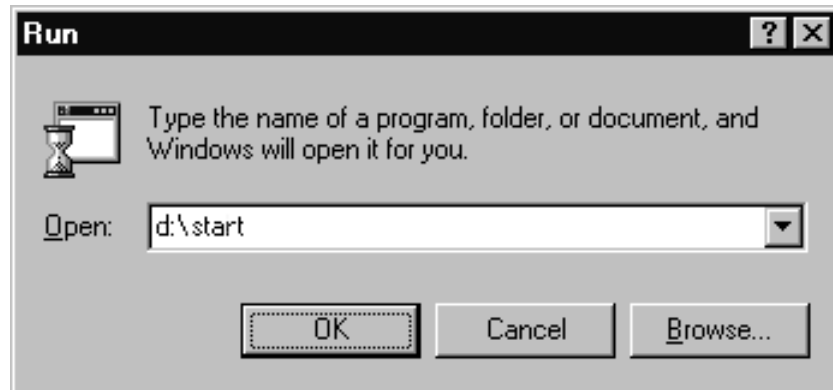 Run
Type the name of a program, folder, or document, and
Windows will open it for you.
Open: d:\start
OK Cancel Browse...